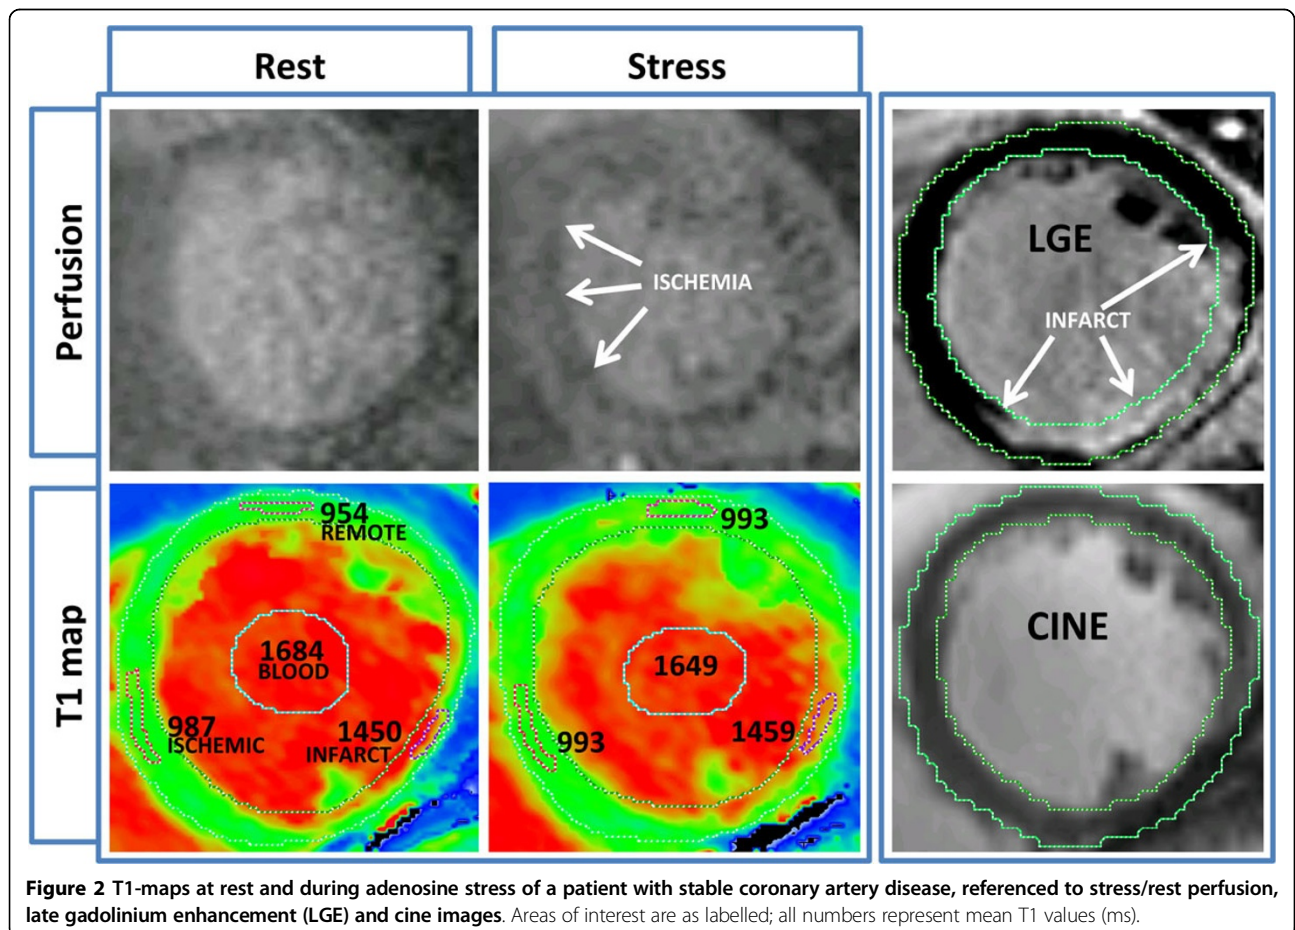 Rest
Stress
Perfusion
ISCHEMIA
LGE
INFARCT
T1 map
954
REMOTE
1684
BLOOD
987
ISCHEMIC
1450
INFARCT
993
1649
1459
993
CINE
Figure 2 T1-maps at rest and during adenosine stress of a patient with stable coronary artery disease, referenced to stress/rest perfusion,
late gadolinium enhancement (LGE) and cine images. Areas of interest are as labelled; all numbers represent mean T1 values (ms).